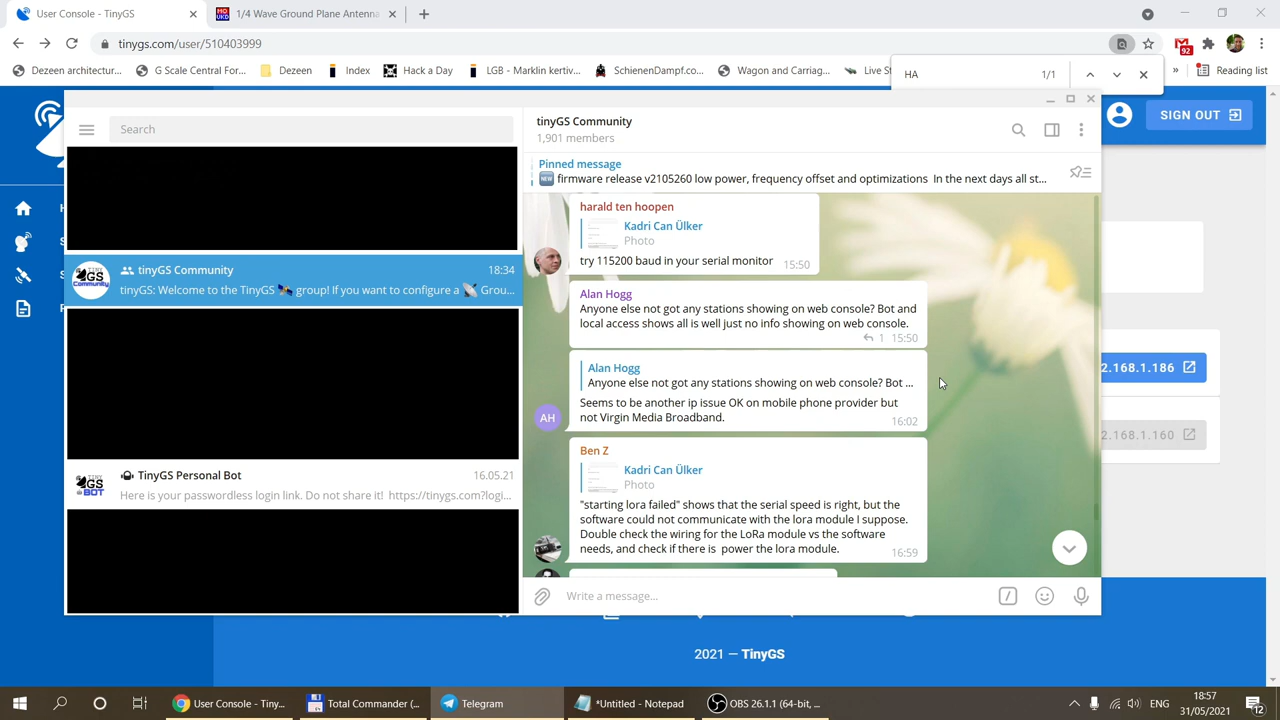 User Console - TinyGS
1/4 Wave Ground Plane Antenna
tinygs.com/user/510403999
92
Dezeen architectur...
G Scale Central For...
Dezeen
Index
Hack a Day
LGB - Marklin kertiv...
SchienenDampf.co...
Wagon and Carriag...
Live St
»
Reading list
HA
1/1
SIGN OUT
Search
tinyGS Community
1,901 members
Pinned message
NEW firmware release v2105260 low power, frequency offset and optimizations In the next days all st...
tinyGS Community
18:34
tinyGS: Welcome to the TinyGS group! If you want to configure a Grou...
TinyGS Personal Bot
16.05.21
Here is your passwordless login link. Do not share it! https://tinygs.com?logi...
harald ten hoopen
Kadri Can Ülker
Photo
try 115200 baud in your serial monitor
15:50
Alan Hogg
Anyone else not got any stations showing on web console? Bot and
local access shows all is well just no info showing on web console.
1 15:50
Alan Hogg
Anyone else not got any stations showing on web console? Bot ...
Seems to be another ip issue OK on mobile phone provider but
not Virgin Media Broadband.
16:02
AH
Ben Z
Kadri Can Ülker
Photo
"starting lora failed" shows that the serial speed is right, but the
software could not communicate with the lora module I suppose.
Double check the wiring for the LoRa module vs the software
needs, and check if there is power the lora module.
16:59
Write a message...
2.168.1.186
2.168.1.160
2021 — TinyGS
User Console - Tiny...
Total Commander (...
Telegram
*Untitled - Notepad
OBS 26.1.1 (64-bit, ...
ENG
18:57
31/05/2021
12